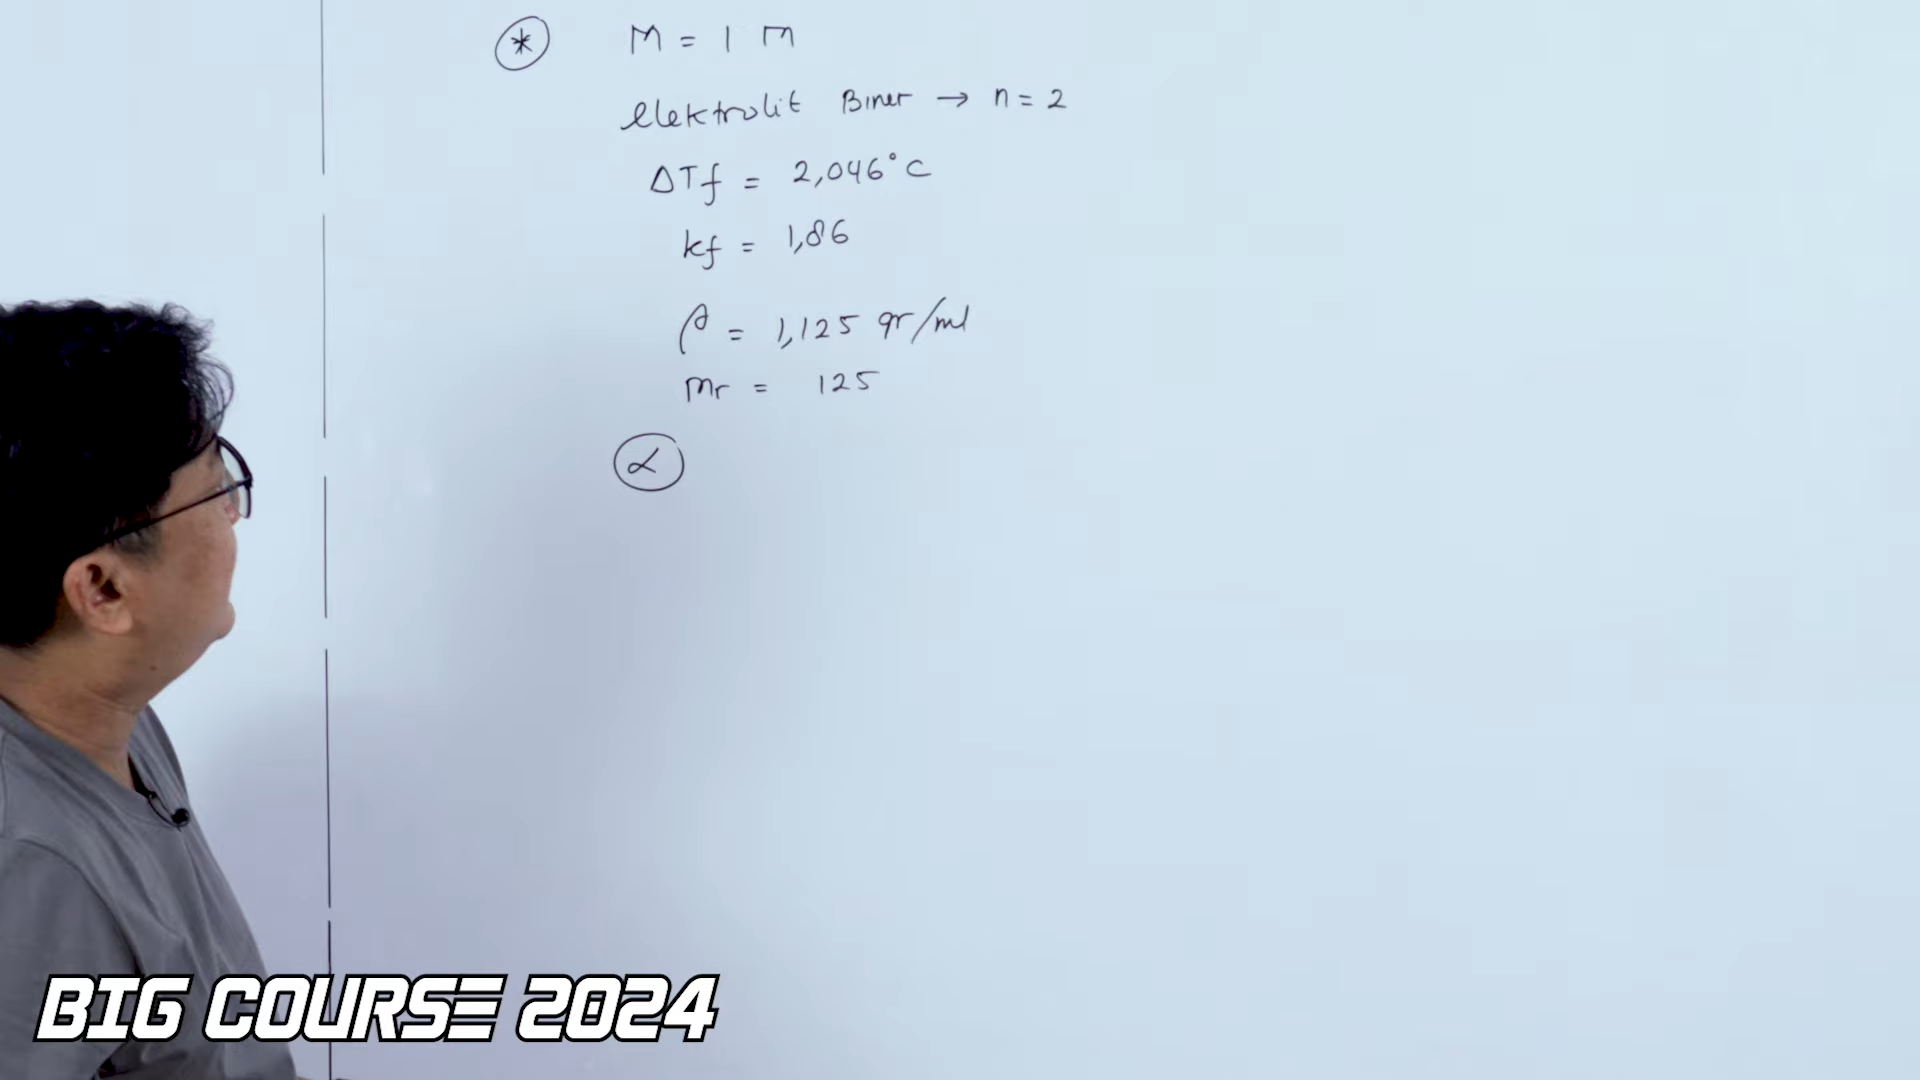 * M = 1 M
elektrolit Biner → n = 2
ΔTf = 2,046°C
kf = 1,86
ρ = 1,125 gr/ml
Mr = 125
α
BIG COURSE 2024